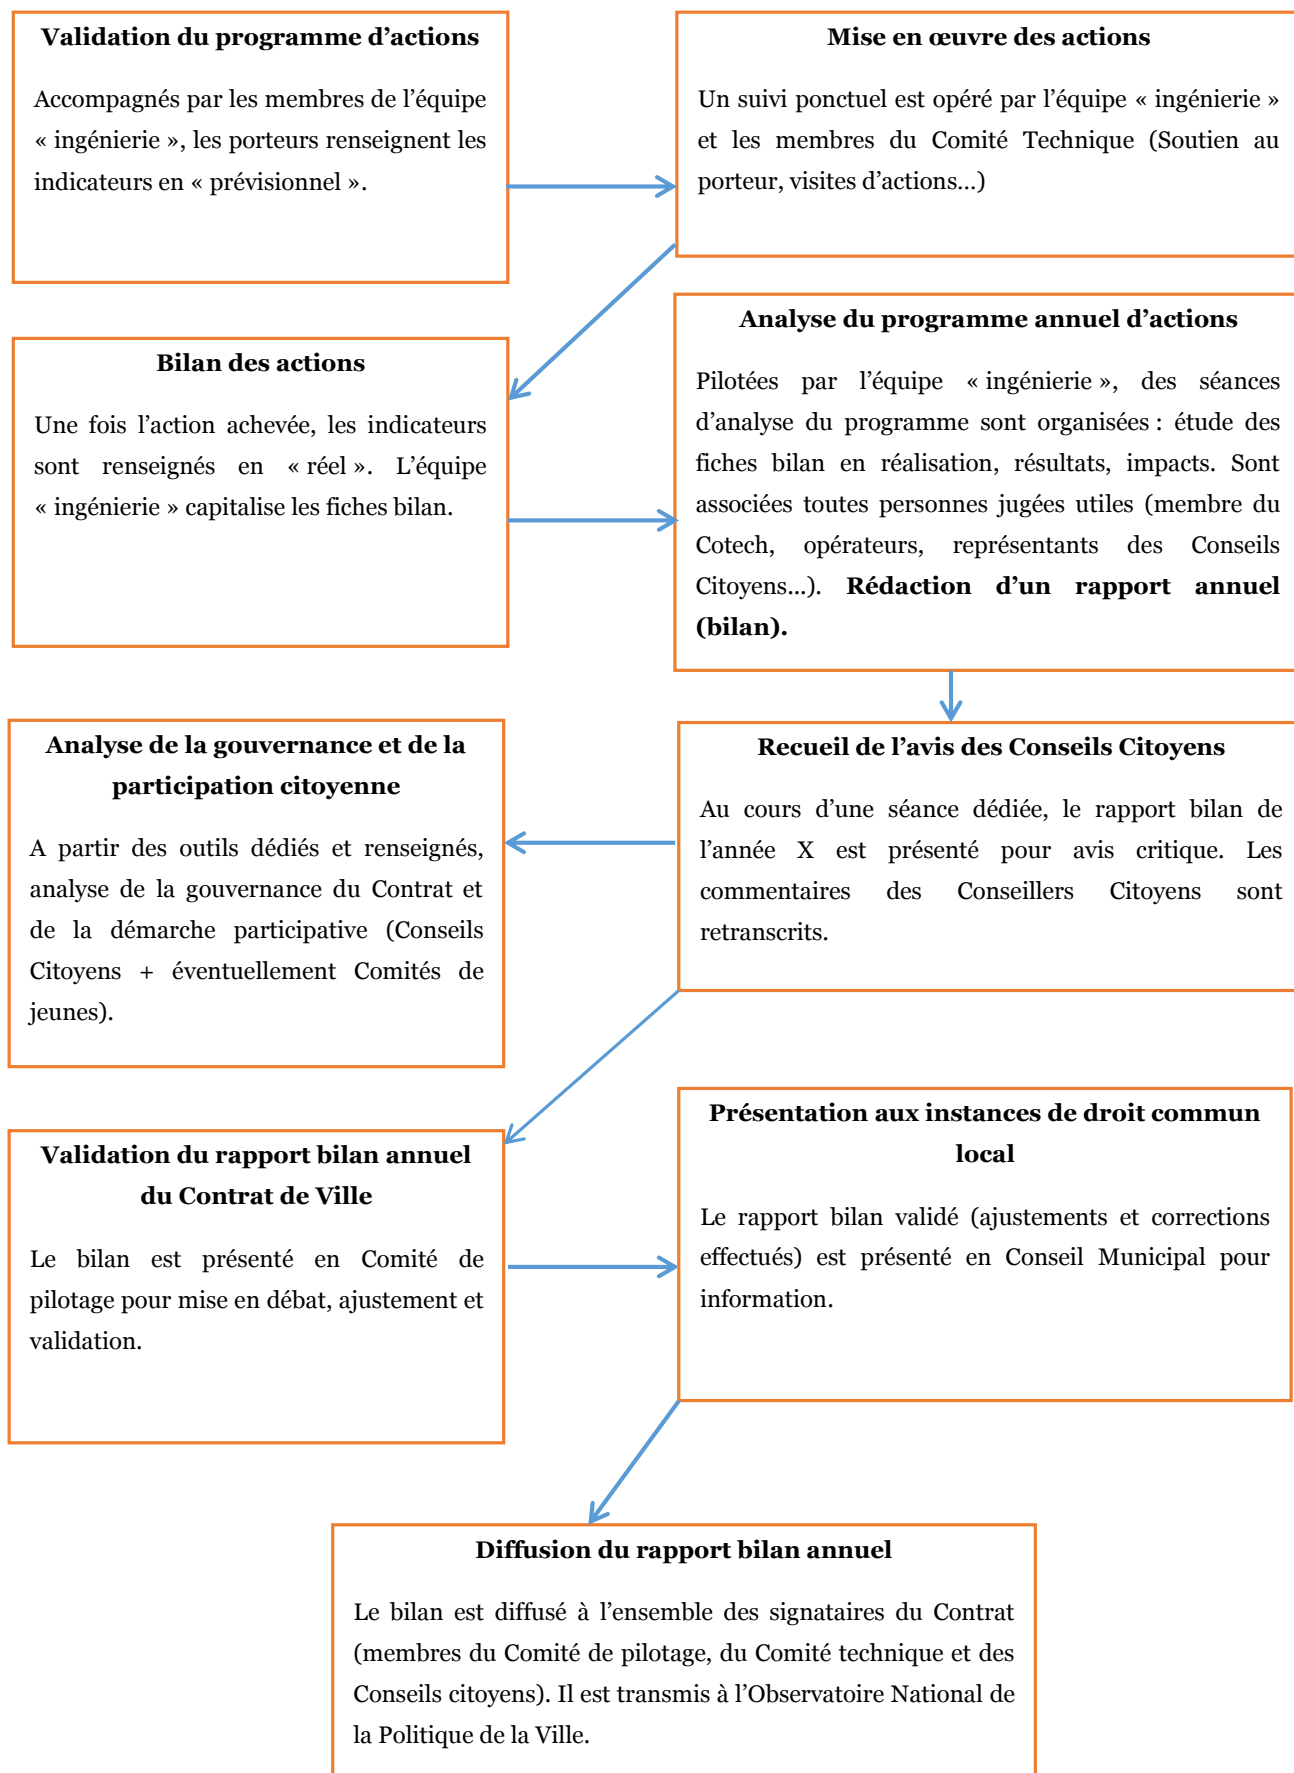 Validation du programme d’actions
Accompagnés par les membres de l’équipe
« ingénierie », les porteurs renseignent les
indicateurs en « prévisionnel ».
Mise en œuvre des actions
Un suivi ponctuel est opéré par l’équipe « ingénierie »
et les membres du Comité Technique (Soutien au
porteur, visites d’actions…)
Bilan des actions
Une fois l’action achevée, les indicateurs
sont renseignés en « réel ». L’équipe
« ingénierie » capitalise les fiches bilan.
Analyse du programme annuel d’actions
Pilotées par l’équipe « ingénierie », des séances
d’analyse du programme sont organisées : étude des
fiches bilan en réalisation, résultats, impacts. Sont
associées toutes personnes jugées utiles (membre du
Cotech, opérateurs, représentants des Conseils
Citoyens…). Rédaction d’un rapport annuel
(bilan).
Recueil de l’avis des Conseils Citoyens
Au cours d’une séance dédiée, le rapport bilan de
l’année X est présenté pour avis critique. Les
commentaires des Conseillers Citoyens sont
retranscrits.
Analyse de la gouvernance et de la
participation citoyenne
A partir des outils dédiés et renseignés,
analyse de la gouvernance du Contrat et
de la démarche participative (Conseils
Citoyens + éventuellement Comités de
jeunes).
Validation du rapport bilan annuel
du Contrat de Ville
Le bilan est présenté en Comité de
pilotage pour mise en débat, ajustement et
validation.
Présentation aux instances de droit commun
local
Le rapport bilan validé (ajustements et corrections
effectués) est présenté en Conseil Municipal pour
information.
Diffusion du rapport bilan annuel
Le bilan est diffusé à l’ensemble des signataires du Contrat
(membres du Comité de pilotage, du Comité technique et des
Conseils citoyens). Il est transmis à l’Observatoire National de
la Politique de la Ville.